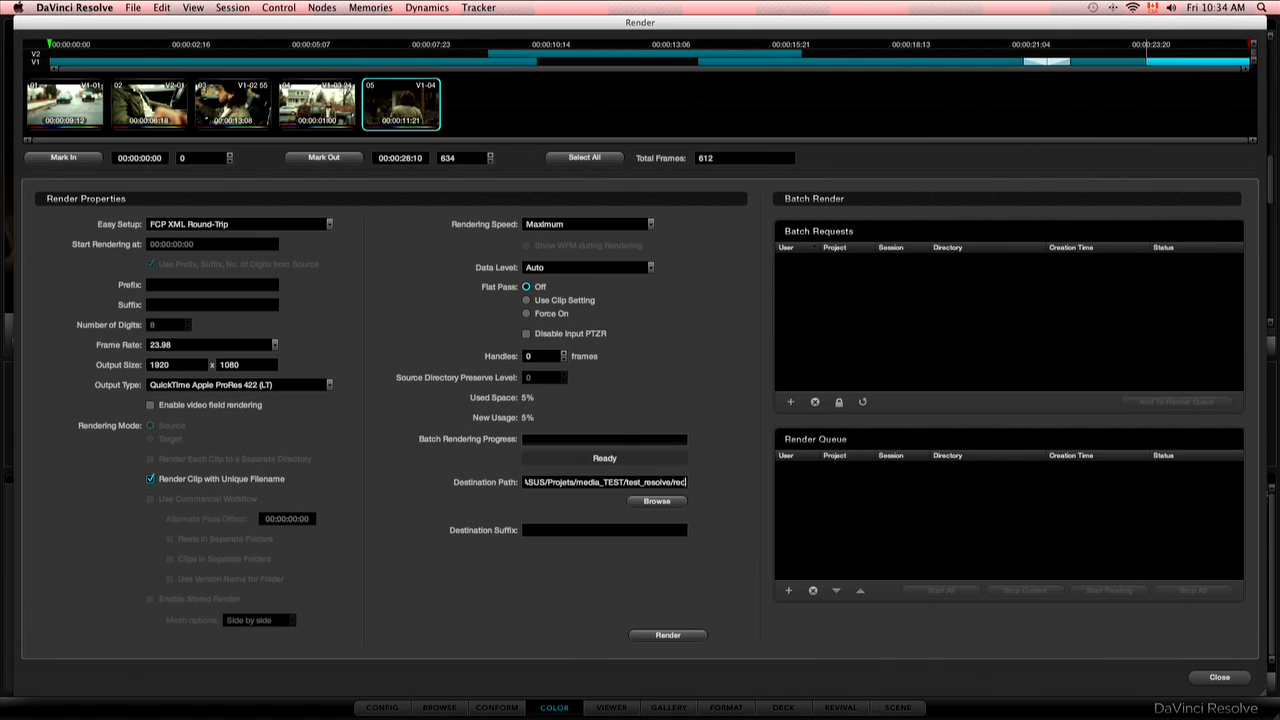 DaVinci Resolve File Edit View Session Control Nodes Memories Dynamics Tracker Fri 10:34 AM
Render
00:00:00:00 00:00:02:16 00:00:05:07 00:00:07:23 00:00:10:14 00:00:13:06 00:00:15:21 00:00:18:13 00:00:21:04 00:00:23:20
V2
V1
01 V1-01 02 V2-01 03 V1-02 55 04 V1-03 24 05 V1-04
00:00:09:12 00:00:06:18 00:00:13:08 00:00:01:00 00:00:11:21
Mark In 00:00:00:00 0 Mark Out 00:00:26:10 634 Select All Total Frames: 612
Render Properties
Easy Setup: FCP XML Round-Trip
Start Rendering at: 00:00:00:00
Use Prefix, Suffix, No. of Digits from Source
Prefix:
Suffix:
Number of Digits: 8
Frame Rate: 23.98
Output Size: 1920 x 1080
Output Type: QuickTime Apple ProRes 422 (LT)
Enable video field rendering
Rendering Mode: Source
Target
Render Each Clip to a Separate Directory
Render Clip with Unique Filename
Use Commercial Workflow
Alternate Pass Offset: 00:00:00:00
Reels in Separate Folders
Clips in Separate Folders
Use Version Name for Folder
Enable Stereo Render
Mesh options: Side by side
Rendering Speed: Maximum
Show WFM during Rendering
Data Level: Auto
Flat Pass: Off
Use Clip Setting
Force On
Disable Input PTZR
Handles: 0 frames
Source Directory Preserve Level: 0
Used Space: 5%
New Usage: 5%
Batch Rendering Progress:
Ready
Destination Path: ASUS/Projets/media_TEST/test_resolve/rec
Browse
Destination Suffix:
Render
Batch Render
Batch Requests
User Project Session Directory Creation Time Status
Add To Render Queue
Render Queue
User Project Session Directory Creation Time Status
Start All Stop Current Start Pending Stop All
Close
CONFIG BROWSE CONFORM COLOR VIEWER GALLERY FORMAT DECK REVIVAL SCENE
DaVinci Resolve